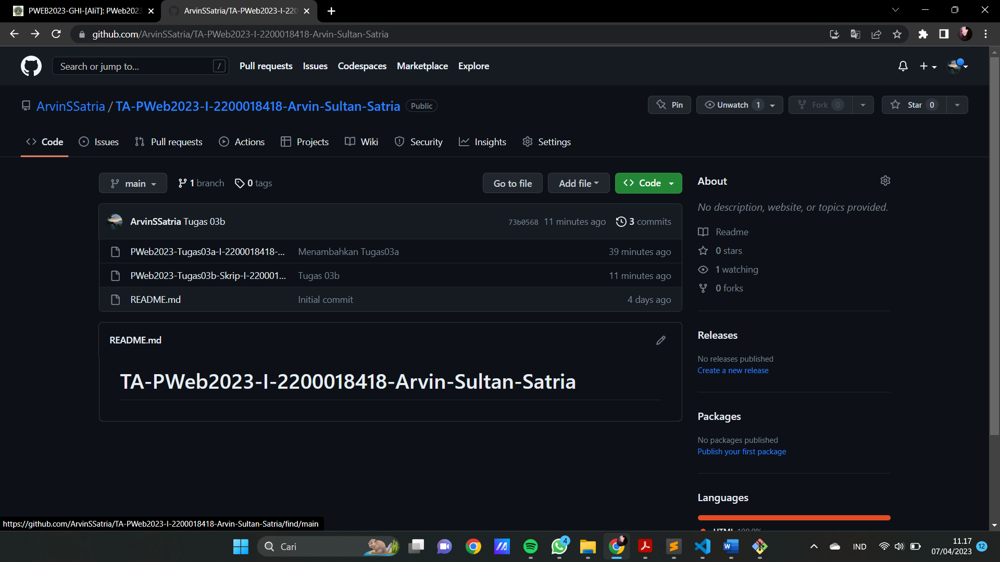 PWEB2023-GHI-[AliT]: PWeb2023
ArvinSSatria/TA-PWeb2023-I-220
github.com/ArvinSSatria/TA-PWeb2023-I-2200018418-Arvin-Sultan-Satria
Search or jump to... /
Pull requests Issues Codespaces Marketplace Explore
ArvinSSatria / TA-PWeb2023-I-2200018418-Arvin-Sultan-Satria Public
Pin Unwatch 1 Fork 0 Star 0
Code Issues Pull requests Actions Projects Wiki Security Insights Settings
main 1 branch 0 tags Go to file Add file Code
ArvinSSatria Tugas 03b 73b0568 11 minutes ago 3 commits
PWeb2023-Tugas03a-I-2200018418-... Menambahkan Tugas03a 39 minutes ago
PWeb2023-Tugas03b-Skrip-I-220001... Tugas 03b 11 minutes ago
README.md Initial commit 4 days ago
README.md
TA-PWeb2023-I-2200018418-Arvin-Sultan-Satria
About
No description, website, or topics provided.
Readme
0 stars
1 watching
0 forks
Releases
No releases published
Create a new release
Packages
No packages published
Publish your first package
Languages
HTML 100.0%
https://github.com/ArvinSSatria/TA-PWeb2023-I-2200018418-Arvin-Sultan-Satria/find/main
Cari
4
IND
11.17
07/04/2023
12